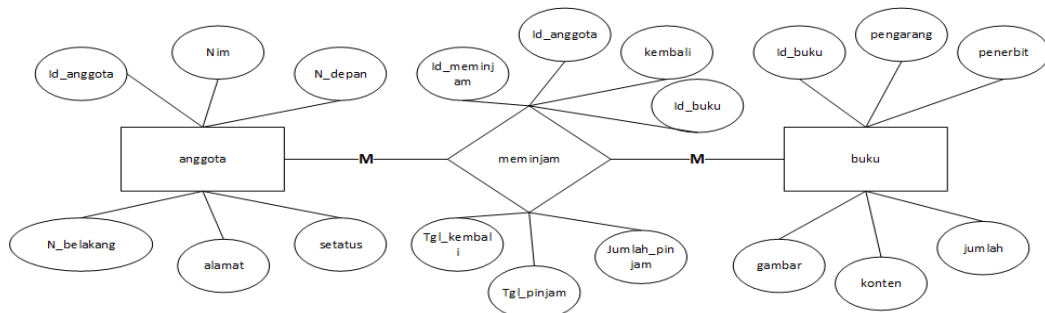 Id_anggota
Nim
N_depan
Id_meminj
am
Id_anggota
kembali
Id_buku
Id_buku
pengarang
penerbit
anggota
M
meminjam
M
buku
N_belakang
alamat
setatus
Tgl_kembal
i
Tgl_pinjam
Jumlah_pin
jam
gambar
konten
jumlah